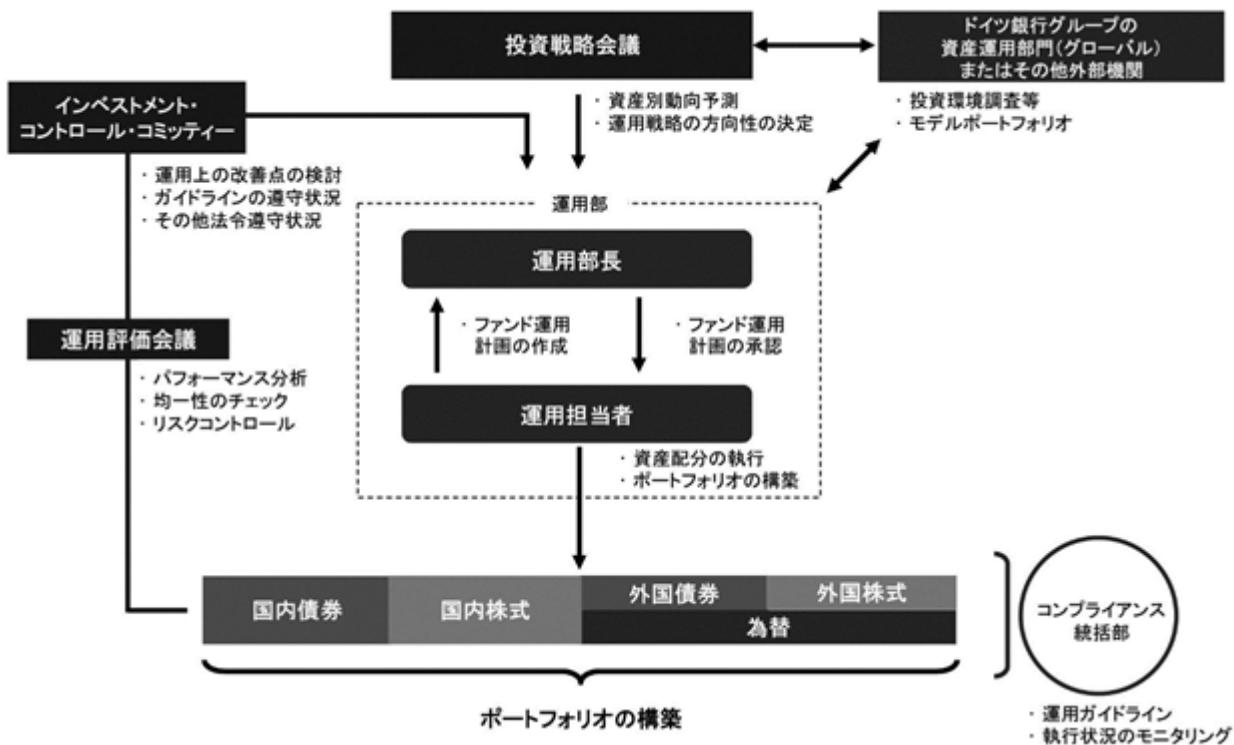 投資戦略会議
ドイツ銀行グループの
資産運用部門(グローバル)
またはその他外部機関
・資産別動向予測
・運用戦略の方向性の決定
・投資環境調査等
・モデルポートフォリオ
インベストメント・
コントロール・コミッティー
・運用上の改善点の検討
・ガイドラインの遵守状況
・その他法令遵守状況
運用部
運用部長
・ファンド運用
計画の作成
・ファンド運用
計画の承認
運用担当者
・資産配分の執行
・ポートフォリオの構築
運用評価会議
・パフォーマンス分析
・均一性のチェック
・リスクコントロール
国内債券
国内株式
外国債券
外国株式
為替
ポートフォリオの構築
コンプライアンス
統括部
・運用ガイドライン
・執行状況のモニタリング